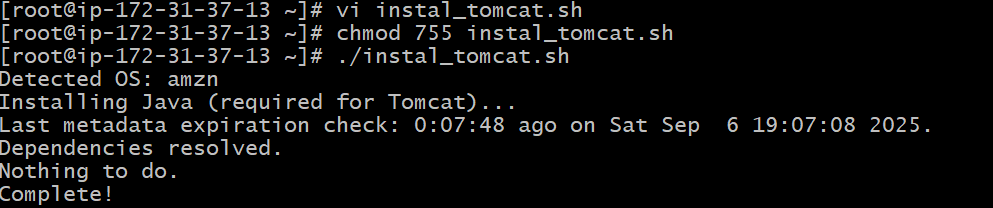 [root@ip-172-31-37-13 ~]# vi instal_tomcat.sh
[root@ip-172-31-37-13 ~]# chmod 755 instal_tomcat.sh
[root@ip-172-31-37-13 ~]# ./instal_tomcat.sh
Detected OS: amzn
Installing Java (required for Tomcat)...
Last metadata expiration check: 0:07:48 ago on Sat Sep  6 19:07:08 2025.
Dependencies resolved.
Nothing to do.
Complete!